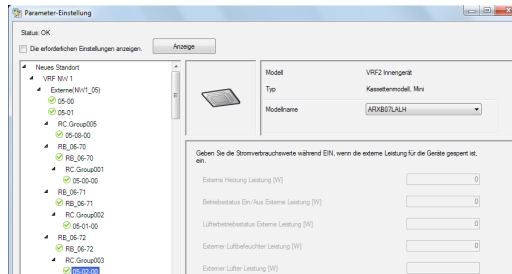 Parameter-Einstellung
Status: OK
Die erforderlichen Einstellungen anzeigen.
Anzeige
Neues Standort
VRF NW 1
Externe(NW1_05)
05-00
05-01
RC.Group005
05-08-00
RB_06-70
RB_06-70
RC.Group001
05-00-00
RB_06-71
RB_06-71
RC.Group002
05-01-00
RB_06-72
RB_06-72
RC.Group003
05-02-00
Modell VRF2 Innengerät
Typ Kassettenmodell, Mini
Modellname ARXB07LALH
Geben Sie die Stromverbrauchswerte während EIN, wenn die externe Leistung für die Geräte gesperrt ist,
ein.
Externe Heizung Leistung [W] 0
Betriebsstatus Ein/Aus Externe Leistung [W] 0
Lüfterbetriebsstatus Externe Leistung [W] 0
Externer Luftbefeuchter Leistung [W] 0
Externer Lüfter Leistung [W]